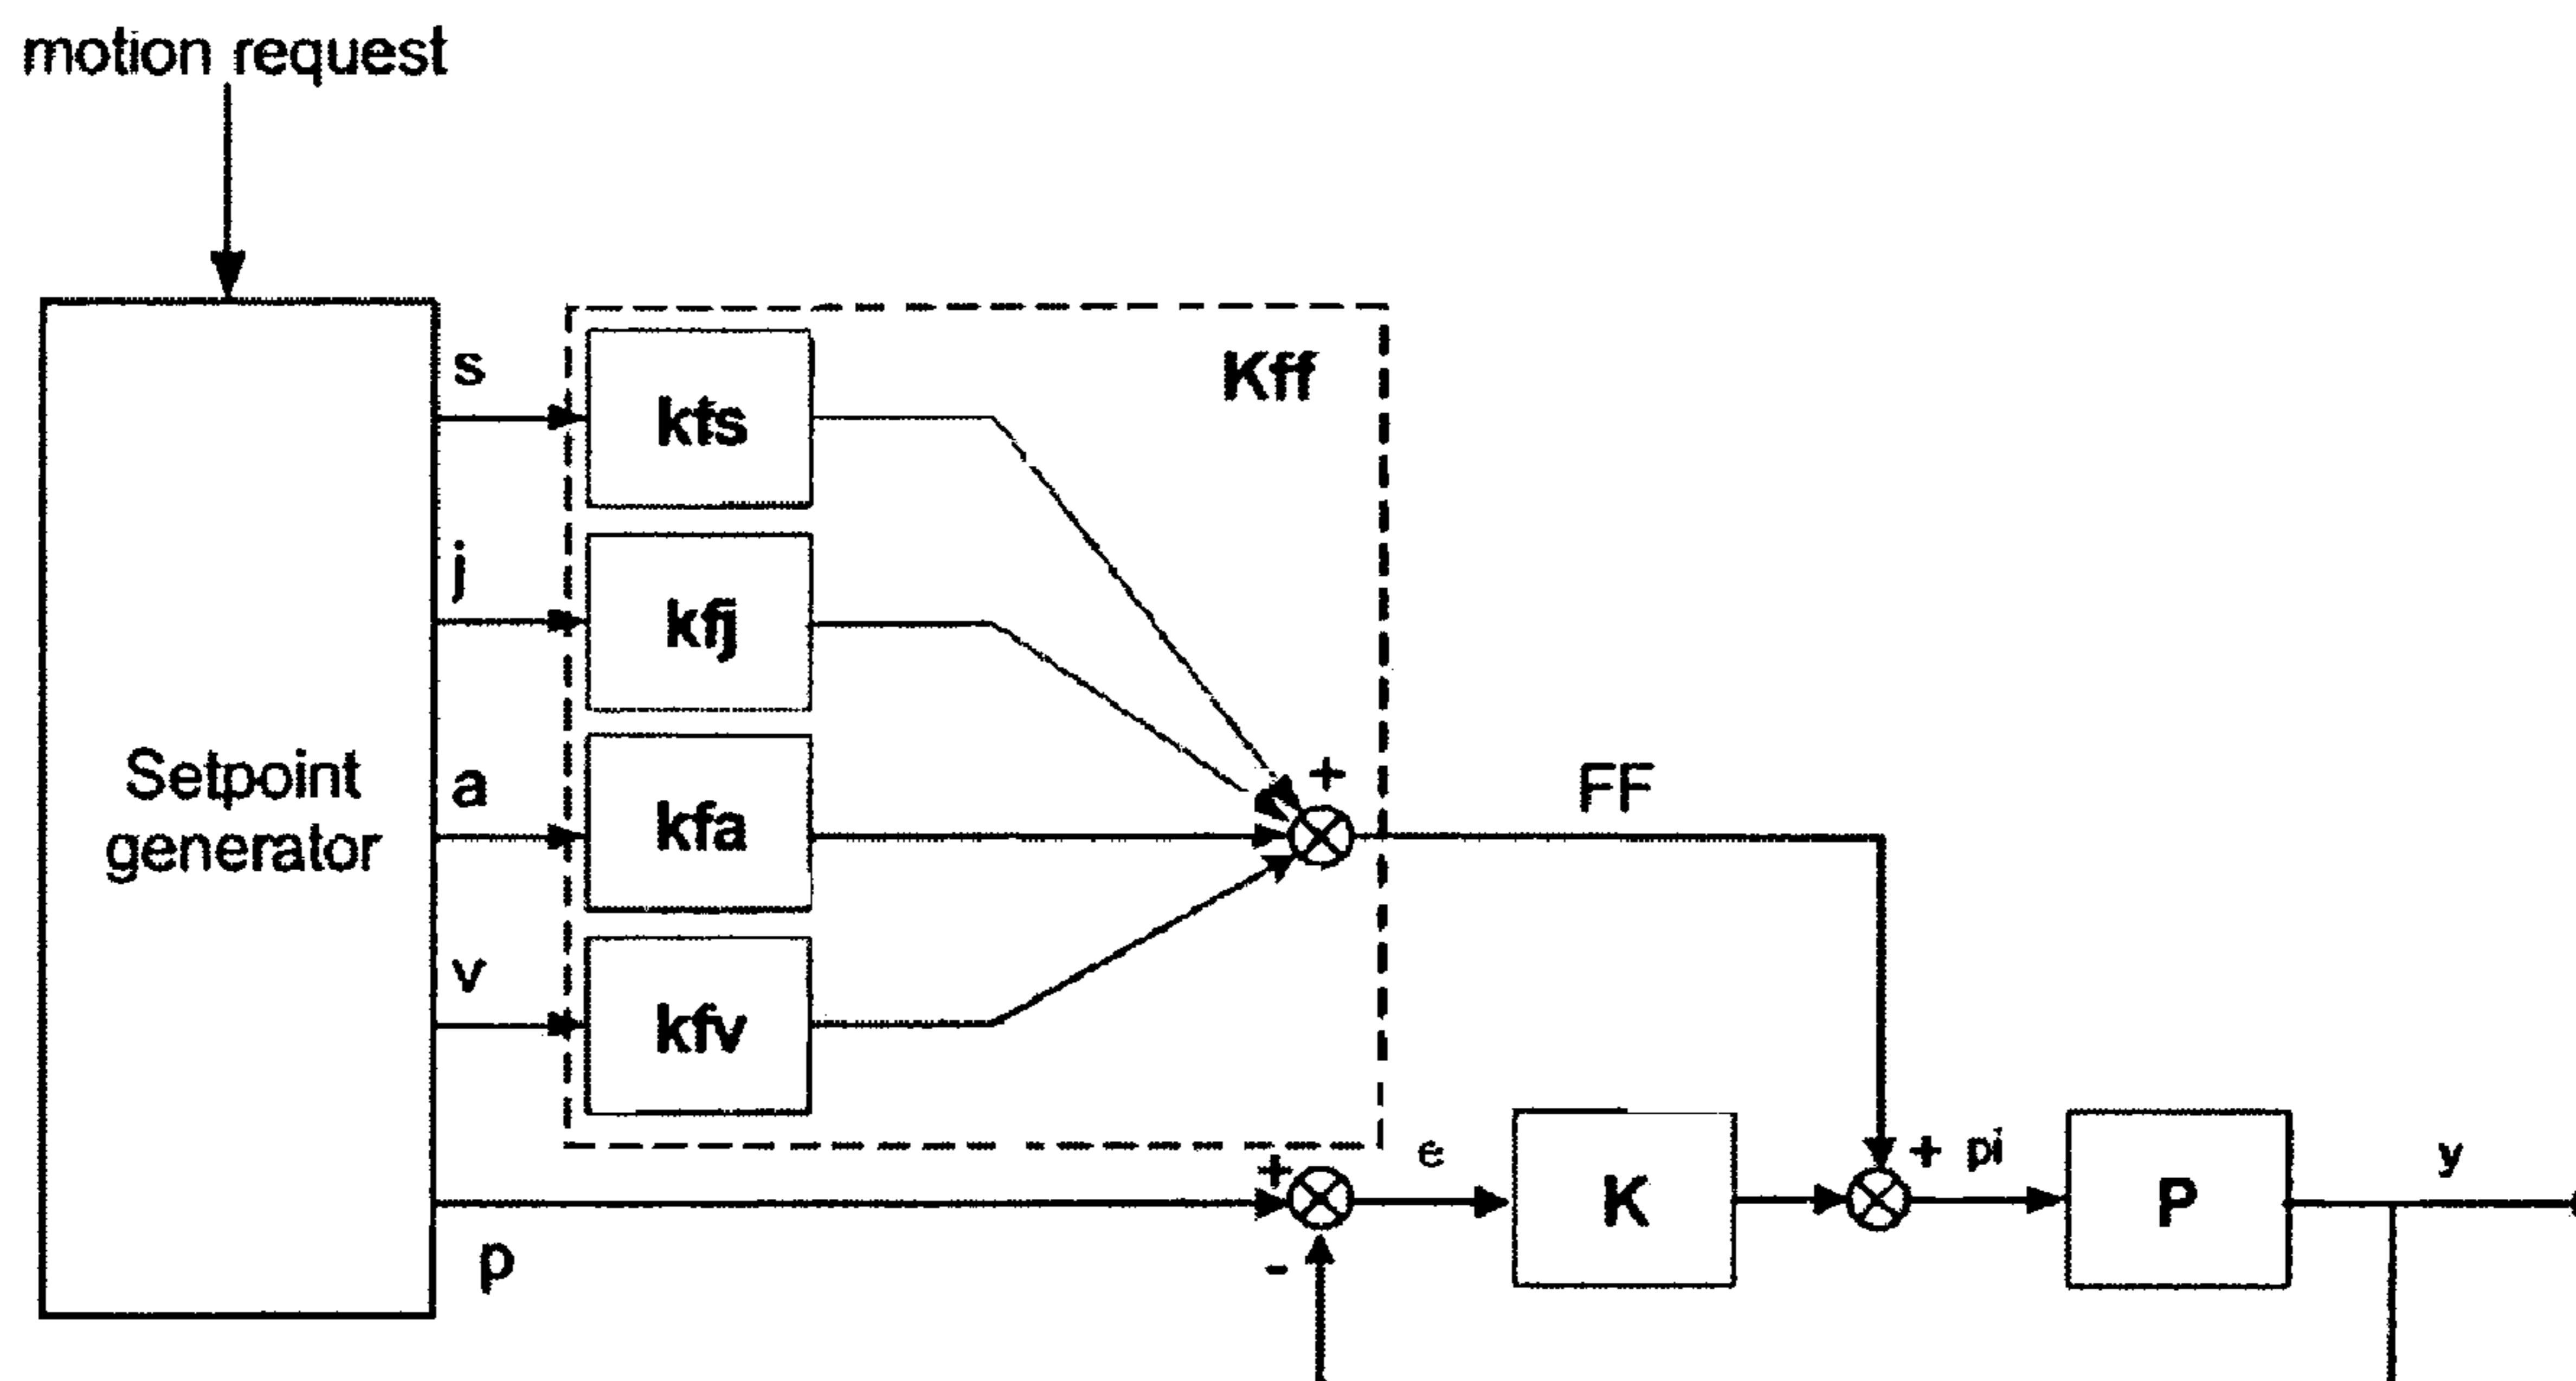 motion request
s
kfs
Kff
j
kfj
Setpoint
generator
a
kfa
+
FF
v
kfv
p
+
-
e
K
+
pi
P
y